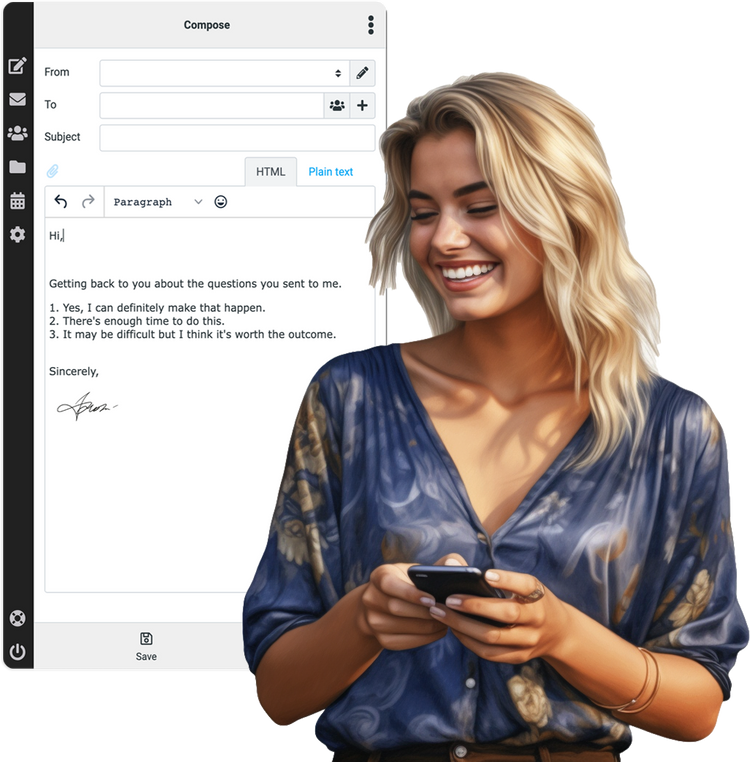 Compose
From
To
Subject
HTML Plain text
Paragraph
Hi,
Getting back to you about the questions you sent to me.
1. Yes, I can definitely make that happen.
2. There's enough time to do this.
3. It may be difficult but I think it's worth the outcome.
Sincerely,
Save